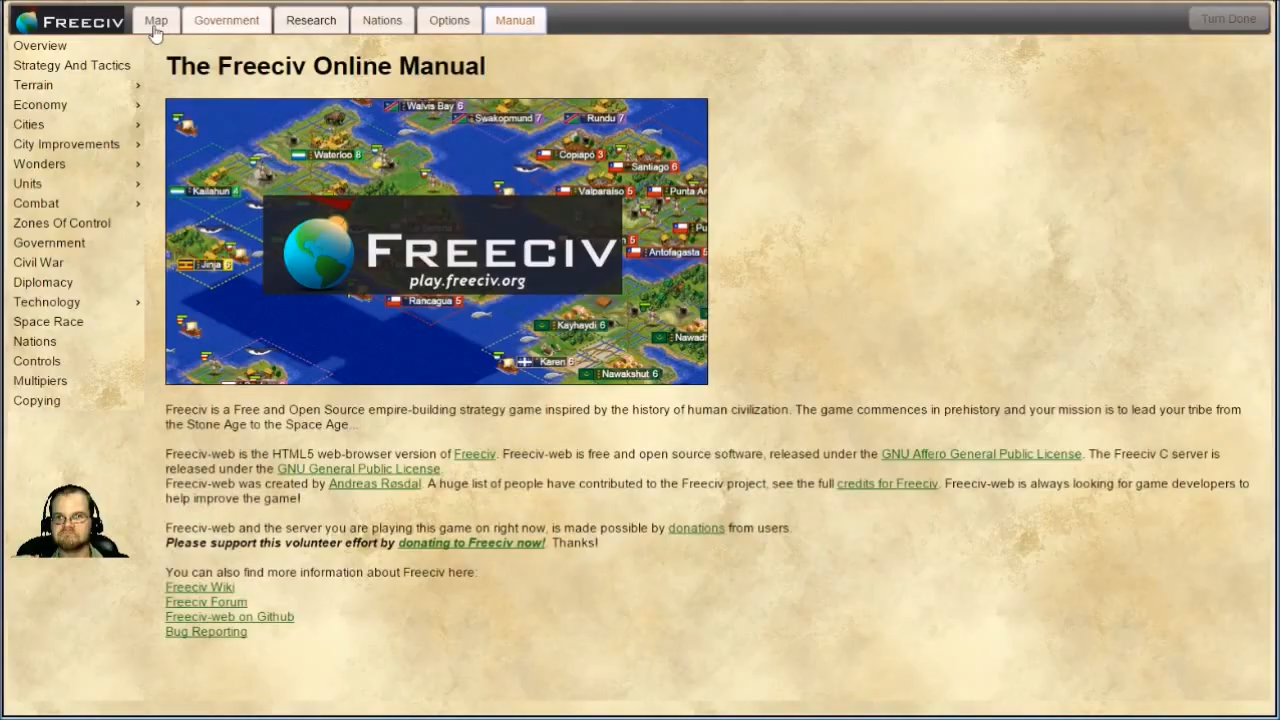 FREECIV
Map
Government
Research
Nations
Options
Manual
Turn Done
Overview
Strategy And Tactics
Terrain
Economy
Cities
City Improvements
Wonders
Units
Combat
Zones Of Control
Government
Civil War
Diplomacy
Technology
Space Race
Nations
Controls
Multipiers
Copying
The Freeciv Online Manual
Walvis Bay 6
Swakopmund 7
Rundu 7
Waterloo 8
Copiapó 3
Santiago 6
Kailahun 4
Valparaíso 5
Punta Ar
Pu
5
Antofagasta
Jinja 5
FREECIV
play.freeciv.org
Rancagua 5
Kayhaydi 6
Nawadh
Karen 6
Nawakshut 6
Freeciv is a Free and Open Source empire-building strategy game inspired by the history of human civilization. The game commences in prehistory and your mission is to lead your tribe from
the Stone Age to the Space Age...
Freeciv-web is the HTML5 web-browser version of Freeciv. Freeciv-web is free and open source software, released under the GNU Affero General Public License. The Freeciv C server is
released under the GNU General Public License.
Freeciv-web was created by Andreas Røsdal. A huge list of people have contributed to the Freeciv project, see the full credits for Freeciv. Freeciv-web is always looking for game developers to
help improve the game!
Freeciv-web and the server you are playing this game on right now, is made possible by donations from users.
Please support this volunteer effort by donating to Freeciv now!. Thanks!
You can also find more information about Freeciv here:
Freeciv Wiki
Freeciv Forum
Freeciv-web on Github
Bug Reporting